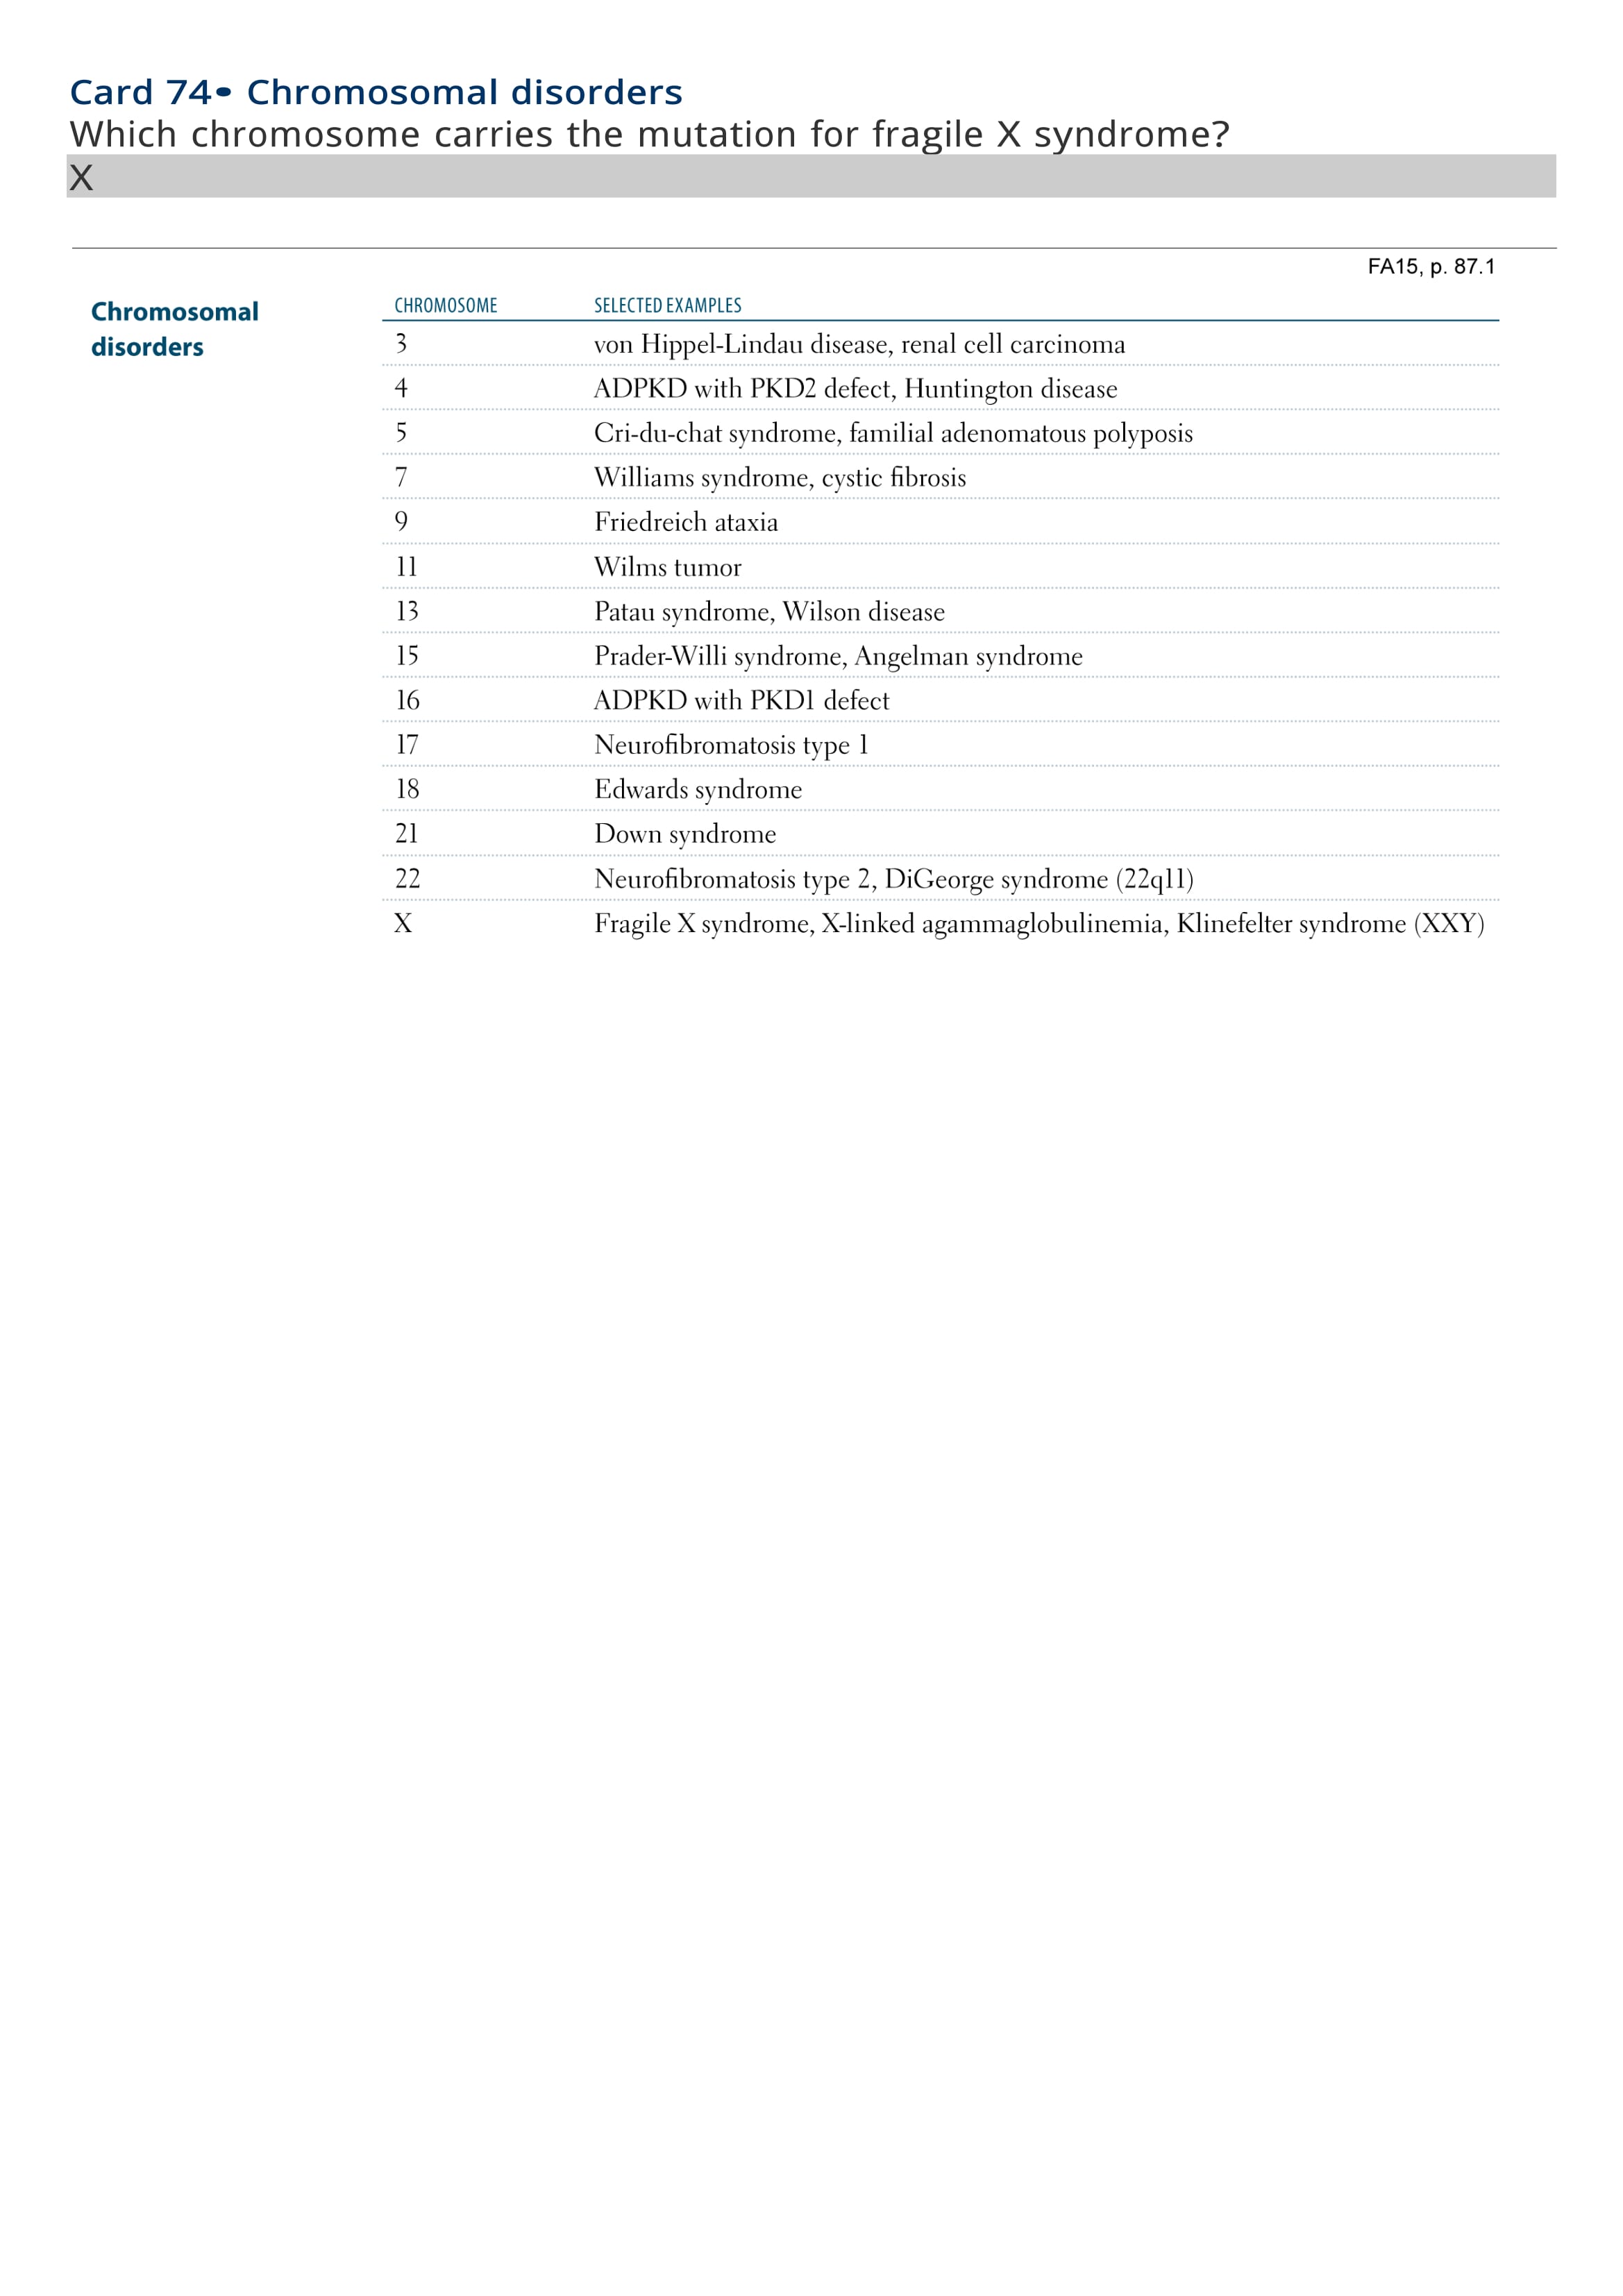 Card 74• Chromosomal disorders
Which chromosome carries the mutation for fragile X syndrome?
X
FA15, p. 87.1
Chromosomal
disorders
CHROMOSOME SELECTED EXAMPLES
3 von Hippel-Lindau disease, renal cell carcinoma
4 ADPKD with PKD2 defect, Huntington disease
5 Cri-du-chat syndrome, familial adenomatous polyposis
7 Williams syndrome, cystic fibrosis
9 Friedreich ataxia
11 Wilms tumor
13 Patau syndrome, Wilson disease
15 Prader-Willi syndrome, Angelman syndrome
16 ADPKD with PKD1 defect
17 Neurofibromatosis type 1
18 Edwards syndrome
21 Down syndrome
22 Neurofibromatosis type 2, DiGeorge syndrome (22q11)
X Fragile X syndrome, X-linked agammaglobulinemia, Klinefelter syndrome (XXY)